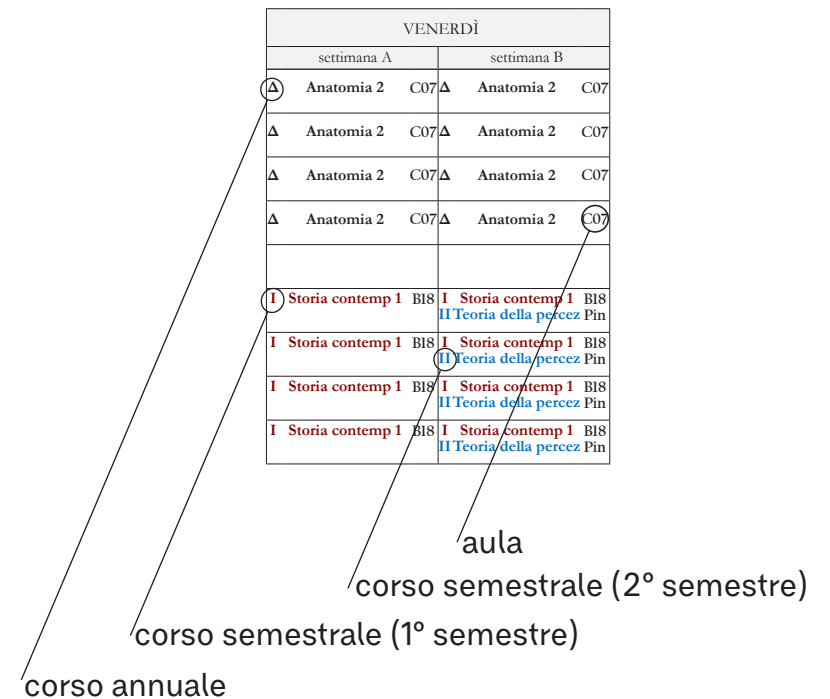 VENERDÌ
settimana A settimana B
Δ Anatomia 2 C07 Δ Anatomia 2 C07
Δ Anatomia 2 C07 Δ Anatomia 2 C07
Δ Anatomia 2 C07 Δ Anatomia 2 C07
Δ Anatomia 2 C07 Δ Anatomia 2 C07
I Storia contemp 1 B18 I Storia contemp 1 B18
II Teoria della percez Pin
I Storia contemp 1 B18 I Storia contemp 1 B18
II Teoria della percez Pin
I Storia contemp 1 B18 I Storia contemp 1 B18
II Teoria della percez Pin
I Storia contemp 1 B18 I Storia contemp 1 B18
II Teoria della percez Pin
aula
corso semestrale (2° semestre)
corso semestrale (1° semestre)
corso annuale